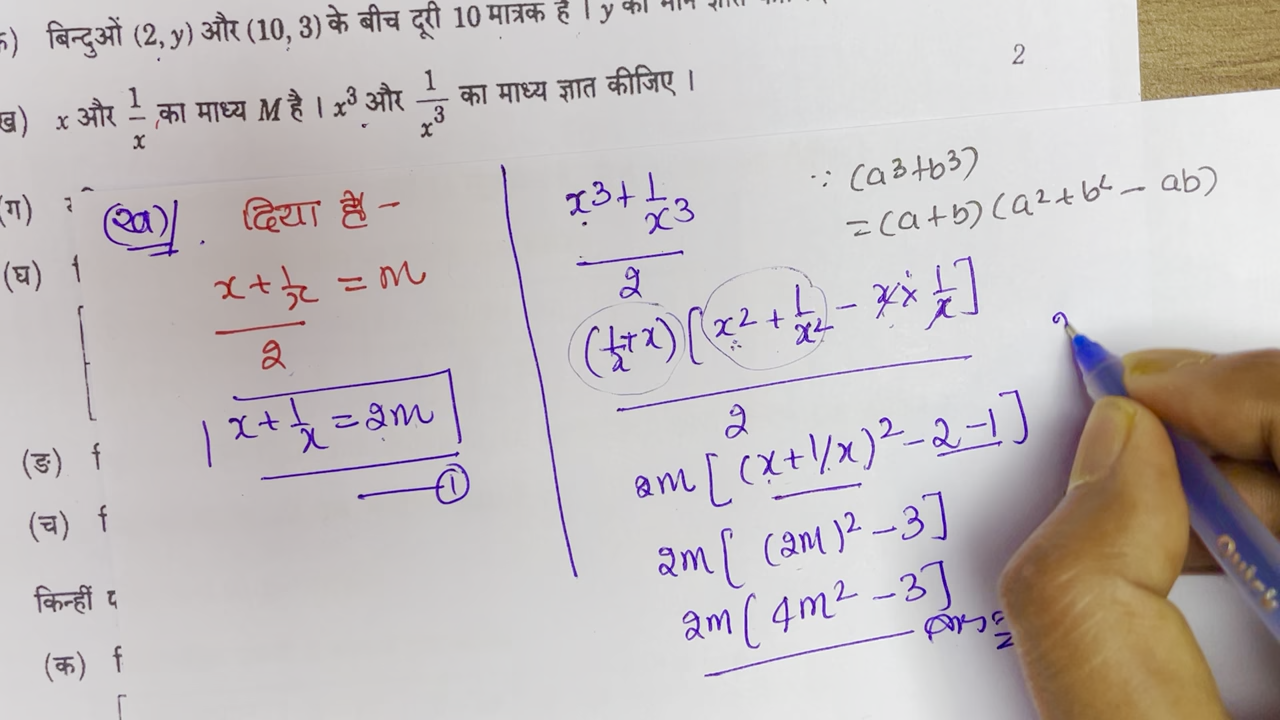 बिन्दुओं (2, y) और (10, 3) के बीच दूरी 10 मात्रक है । y का मान
2
ख) x और 1/x का माध्य M है । x³ और 1/x³ का माध्य ज्ञात कीजिए ।
(ग)
(घ)
(ङ)
(च)
किन्हीं
(क)
(ख) दिया है -
(x + 1/x)/2 = m
x + 1/x = 2m
①
(x³ + 1/x³)/2
∵ (a³+b³)
= (a+b) (a²+b² - ab)
(1/x + x) [x² + 1/x² - x × 1/x]
2
2m [(x+1/x)² - 2 - 1]
2m [(2m)² - 3]
2m [4m² - 3]
Ans